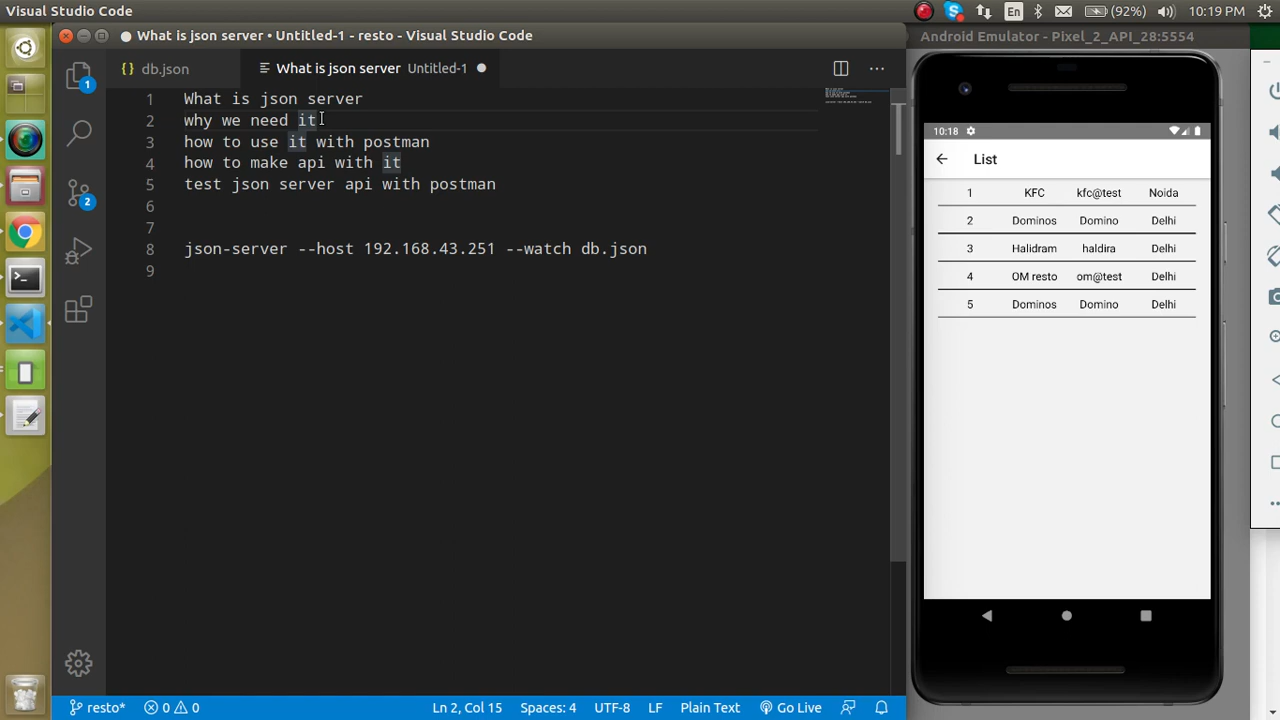 Visual Studio Code
En (92%) 10:19 PM
What is json server • Untitled-1 - resto - Visual Studio Code
Android Emulator - Pixel_2_API_28:5554
{} db.json
What is json server Untitled-1
1 What is json server
2 why we need it
3 how to use it with postman
4 how to make api with it
5 test json server api with postman
6
7
8 json-server --host 192.168.43.251 --watch db.json
9
1
2
10:18
List
1 KFC kfc@test Noida
2 Dominos Domino Delhi
3 Halidram haldira Delhi
4 OM resto om@test Delhi
5 Dominos Domino Delhi
resto* 0 0 Ln 2, Col 15 Spaces: 4 UTF-8 LF Plain Text Go Live